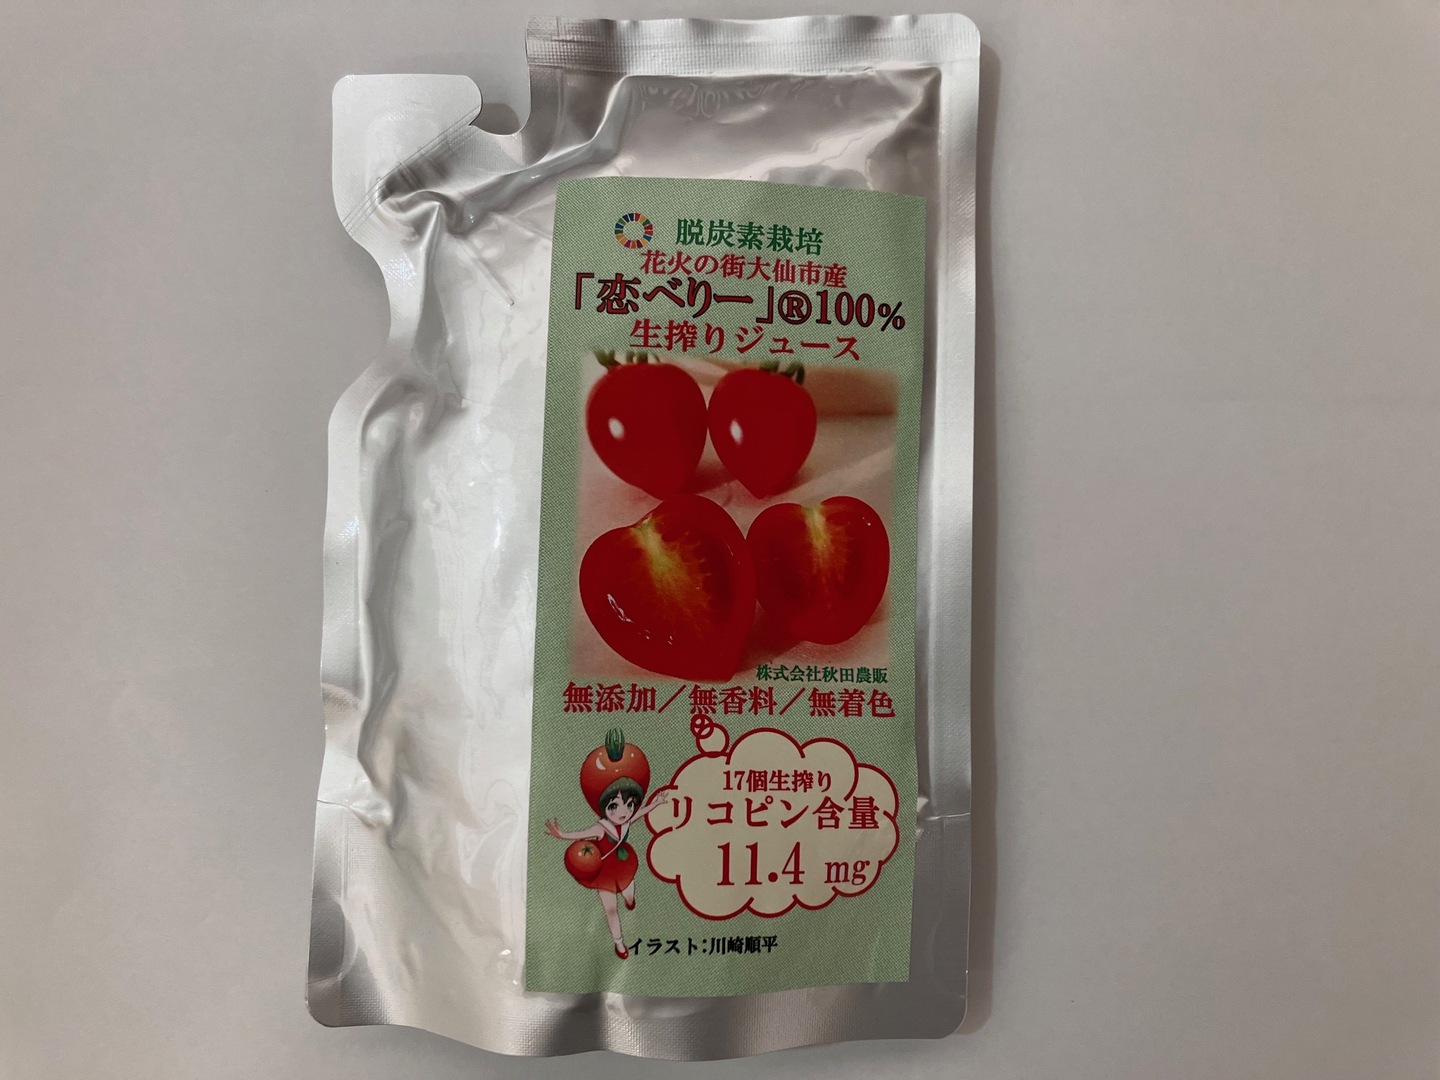 脱炭素栽培
花火の街大仙市産
「恋べりー」®100%
生搾りジュース
株式会社秋田農販
無添加／無香料／無着色
17個生搾り
リコピン含量
11.4 mg
イラスト：川崎順平